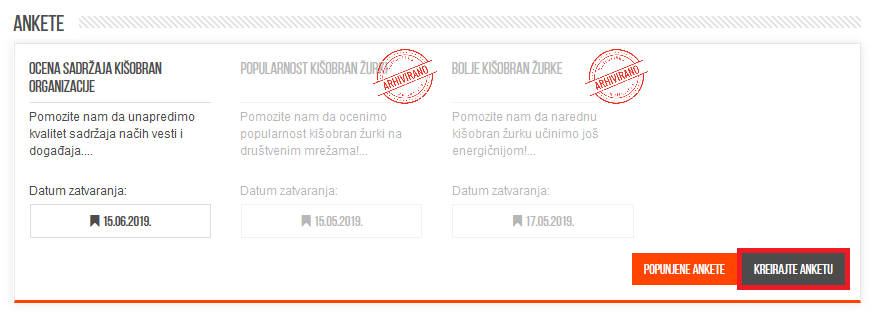 ANKETE
OCENA SADRŽAJA KIŠOBRAN
ORGANIZACIJE
Pomozite nam da unapredimo
kvalitet sadržaja načih vesti i
događaja....
Datum zatvaranja:
15.06.2019.
POPULARNOST KIŠOBRAN ŽURKI
ARHIVIRANO
Pomozite nam da ocenimo
popularnost kišobran žurki na
društvenim mrežama!...
Datum zatvaranja:
15.05.2019.
BOLJE KIŠOBRAN ŽURKE
ARHIVIRANO
Pomozite nam da narednu
kišobran žurku učinimo još
energičnijom!...
Datum zatvaranja:
17.05.2019.
POPUNJENE ANKETE
KREIRAJTE ANKETU